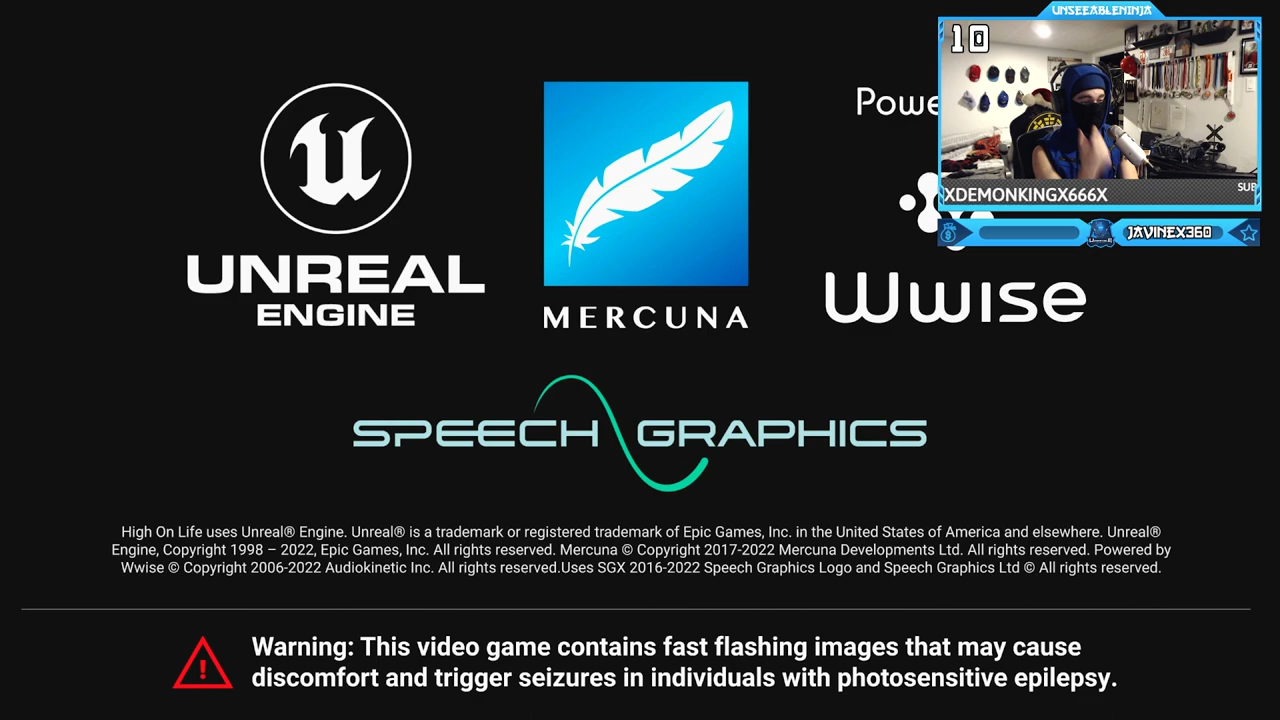 UNSEEABLENINJA
10
XDEMONKINGX666X
SUB
JAVINEX360
UNREAL
ENGINE
MERCUNA
Powe
Wwise
SPEECH GRAPHICS
High On Life uses Unreal® Engine. Unreal® is a trademark or registered trademark of Epic Games, Inc. in the United States of America and elsewhere. Unreal®
Engine, Copyright 1998 – 2022, Epic Games, Inc. All rights reserved. Mercuna © Copyright 2017-2022 Mercuna Developments Ltd. All rights reserved. Powered by
Wwise © Copyright 2006-2022 Audiokinetic Inc. All rights reserved.Uses SGX 2016-2022 Speech Graphics Logo and Speech Graphics Ltd © All rights reserved.
Warning: This video game contains fast flashing images that may cause
discomfort and trigger seizures in individuals with photosensitive epilepsy.